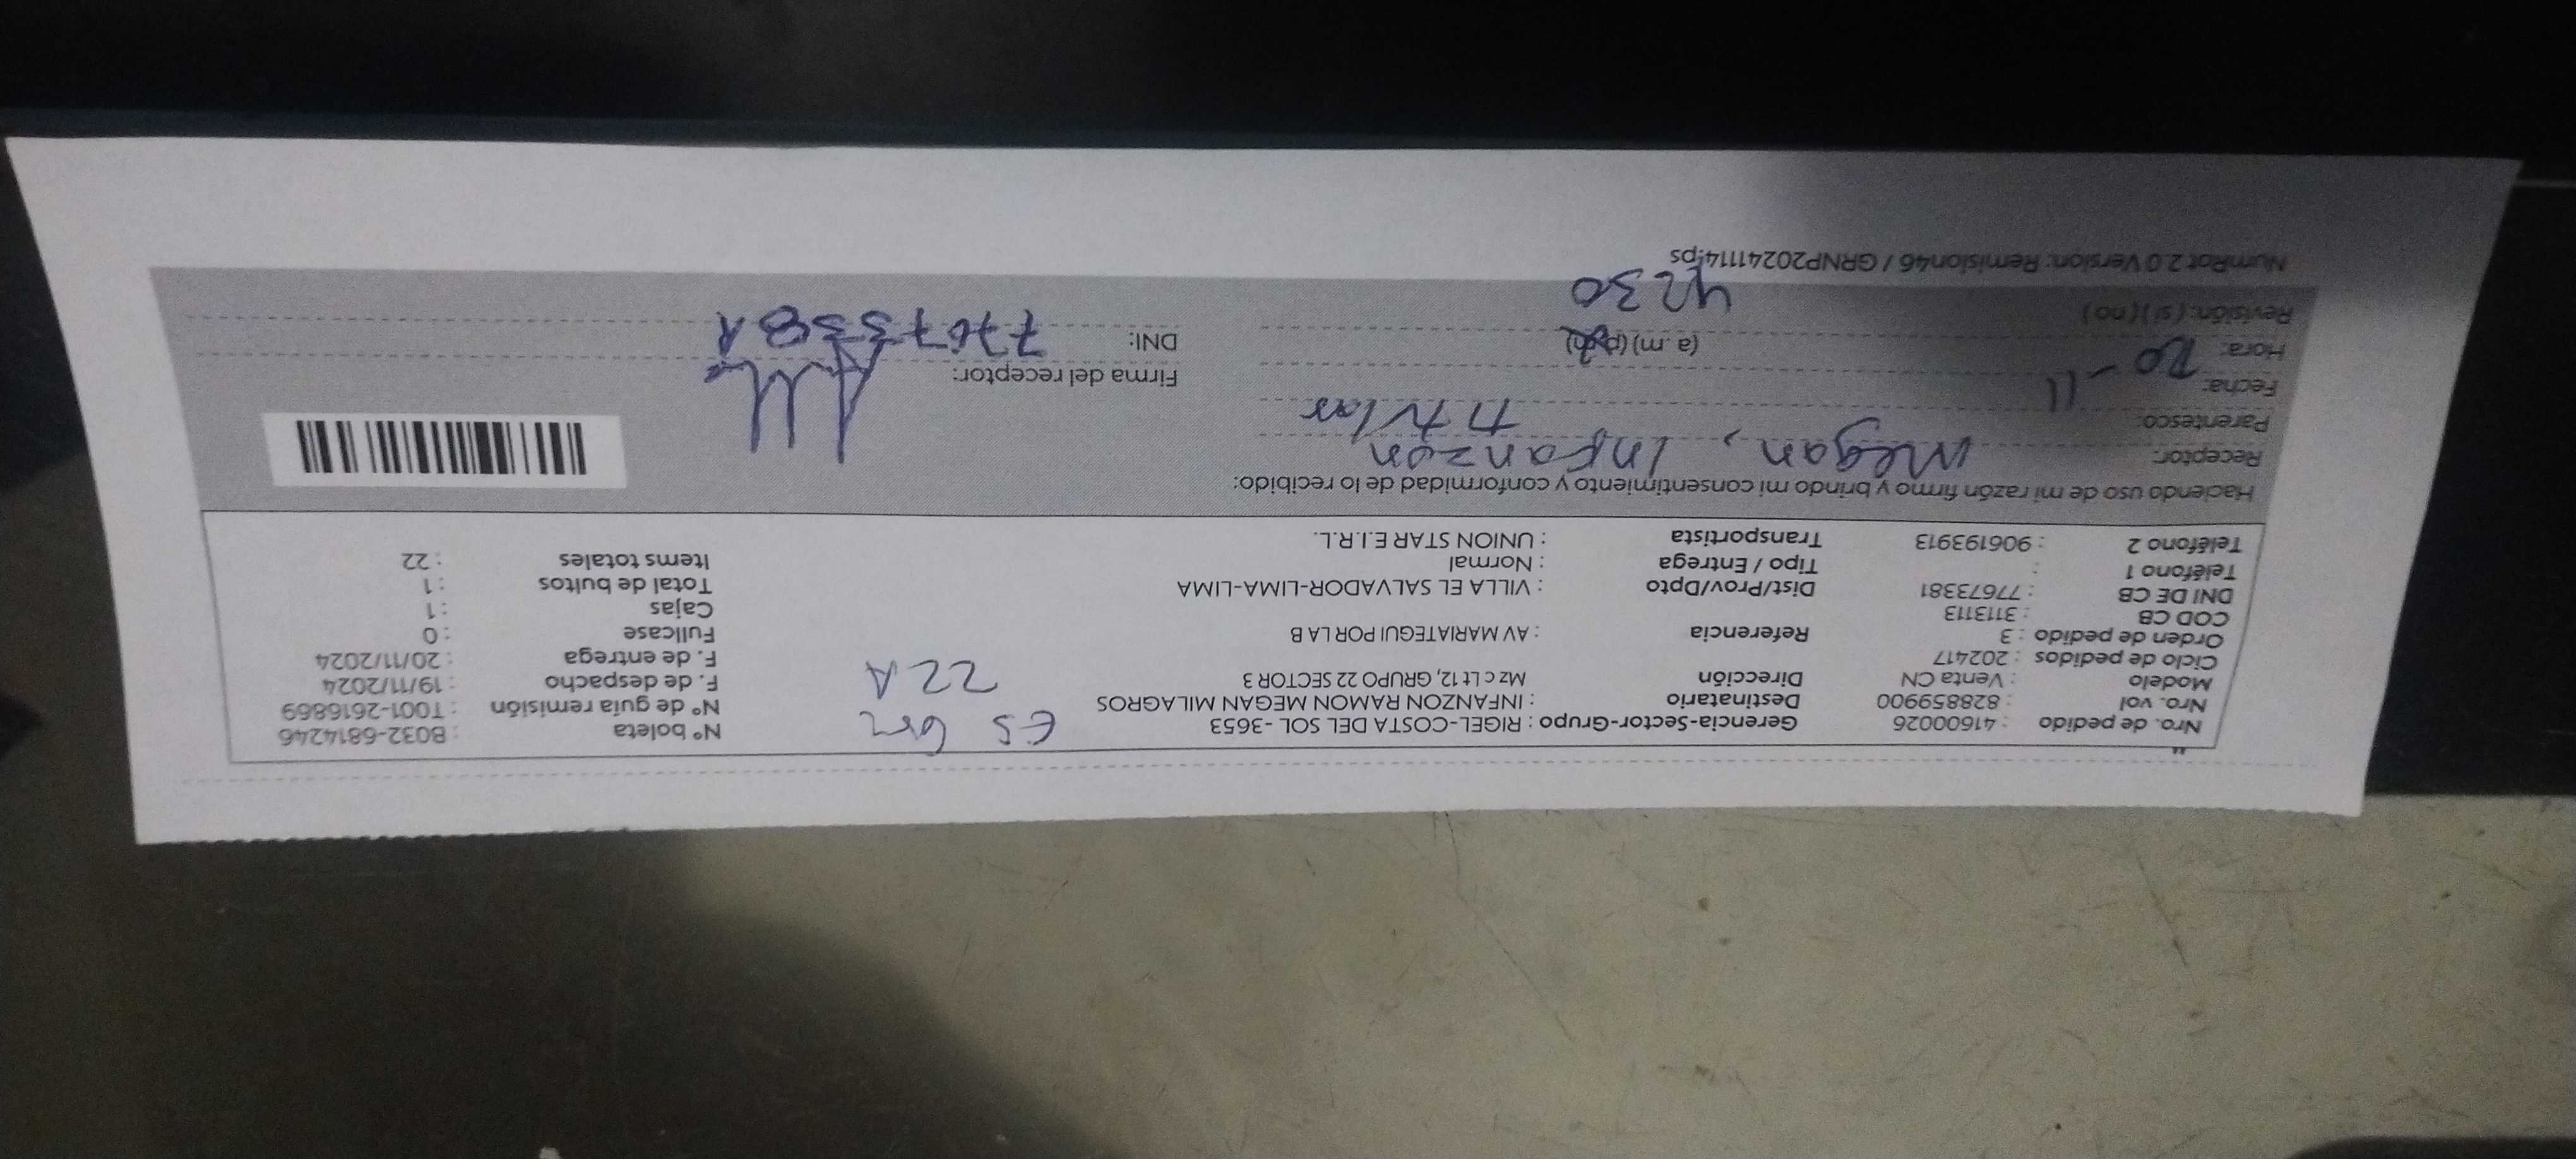 Nro. de pedido : 41600026 Gerencia-Sector-Grupo : RIGEL-COSTA DEL SOL - 3653 Nº boleta : B032-6814246
Nro. vol : 828859900 Destinatario : INFANZON RAMON MEGAN MILAGROS Nº de guía remisión : T001-2616869
Modelo : Venta CN Dirección Mz c Lt 12, GRUPO 22 SECTOR 3 22A F. de despacho : 19/11/2024
Ciclo de pedidos : 202417 F. de entrega : 20/11/2024
Orden de pedido : 3 Referencia : AV MARIATEGUI POR LA B Fullcase : 0
COD CB : 3113113 Cajas : 1
DNI DE CB : 77673381 Dist/Prov/Dpto : VILLA EL SALVADOR-LIMA-LIMA Total de bultos : 1
Teléfono 1 : Tipo / Entrega : Normal Items totales : 22
Teléfono 2 : 906193913 Transportista : UNION STAR E.I.R.L.
Haciendo uso de mi razón firmo y brindo mi consentimiento y conformidad de lo recibido:
Receptor: Megan, Infanzon
Parentesco: titular
Fecha: 20-11 Firma del receptor:
Hora: (a .m) (p.m) DNI:
Revisión: ( si ) ( no ) 4230
NumRot 2.0 Version: Remision46 / GRNP20241114.ps